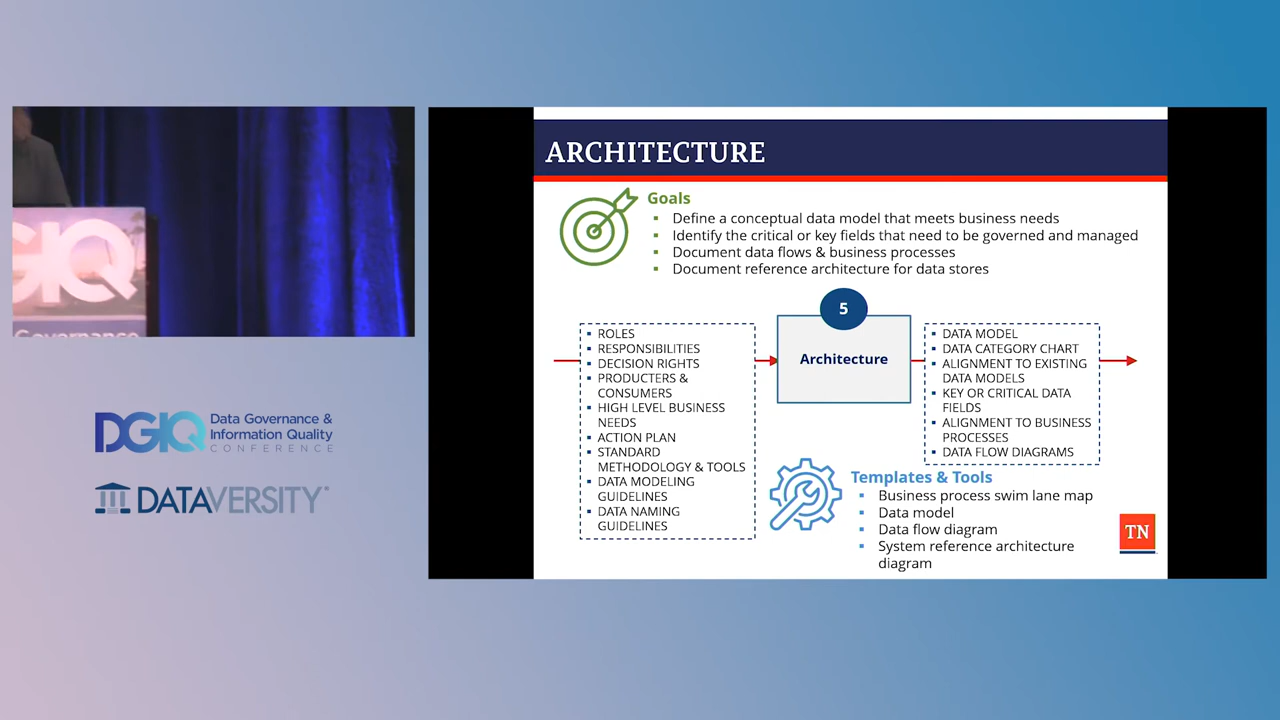 GIQ
Governance
DGIQ
Data Governance &
Information Quality
CONFERENCE
DATAVERSITY
ARCHITECTURE
Goals
Define a conceptual data model that meets business needs
Identify the critical or key fields that need to be governed and managed
Document data flows & business processes
Document reference architecture for data stores
ROLES
RESPONSIBILITIES
DECISION RIGHTS
PRODUCTERS &
CONSUMERS
HIGH LEVEL BUSINESS
NEEDS
ACTION PLAN
STANDARD
METHODOLOGY & TOOLS
DATA MODELING
GUIDELINES
DATA NAMING
GUIDELINES
5
Architecture
DATA MODEL
DATA CATEGORY CHART
ALIGNMENT TO EXISTING
DATA MODELS
KEY OR CRITICAL DATA
FIELDS
ALIGNMENT TO BUSINESS
PROCESSES
DATA FLOW DIAGRAMS
Templates & Tools
Business process swim lane map
Data model
Data flow diagram
System reference architecture
diagram
TN